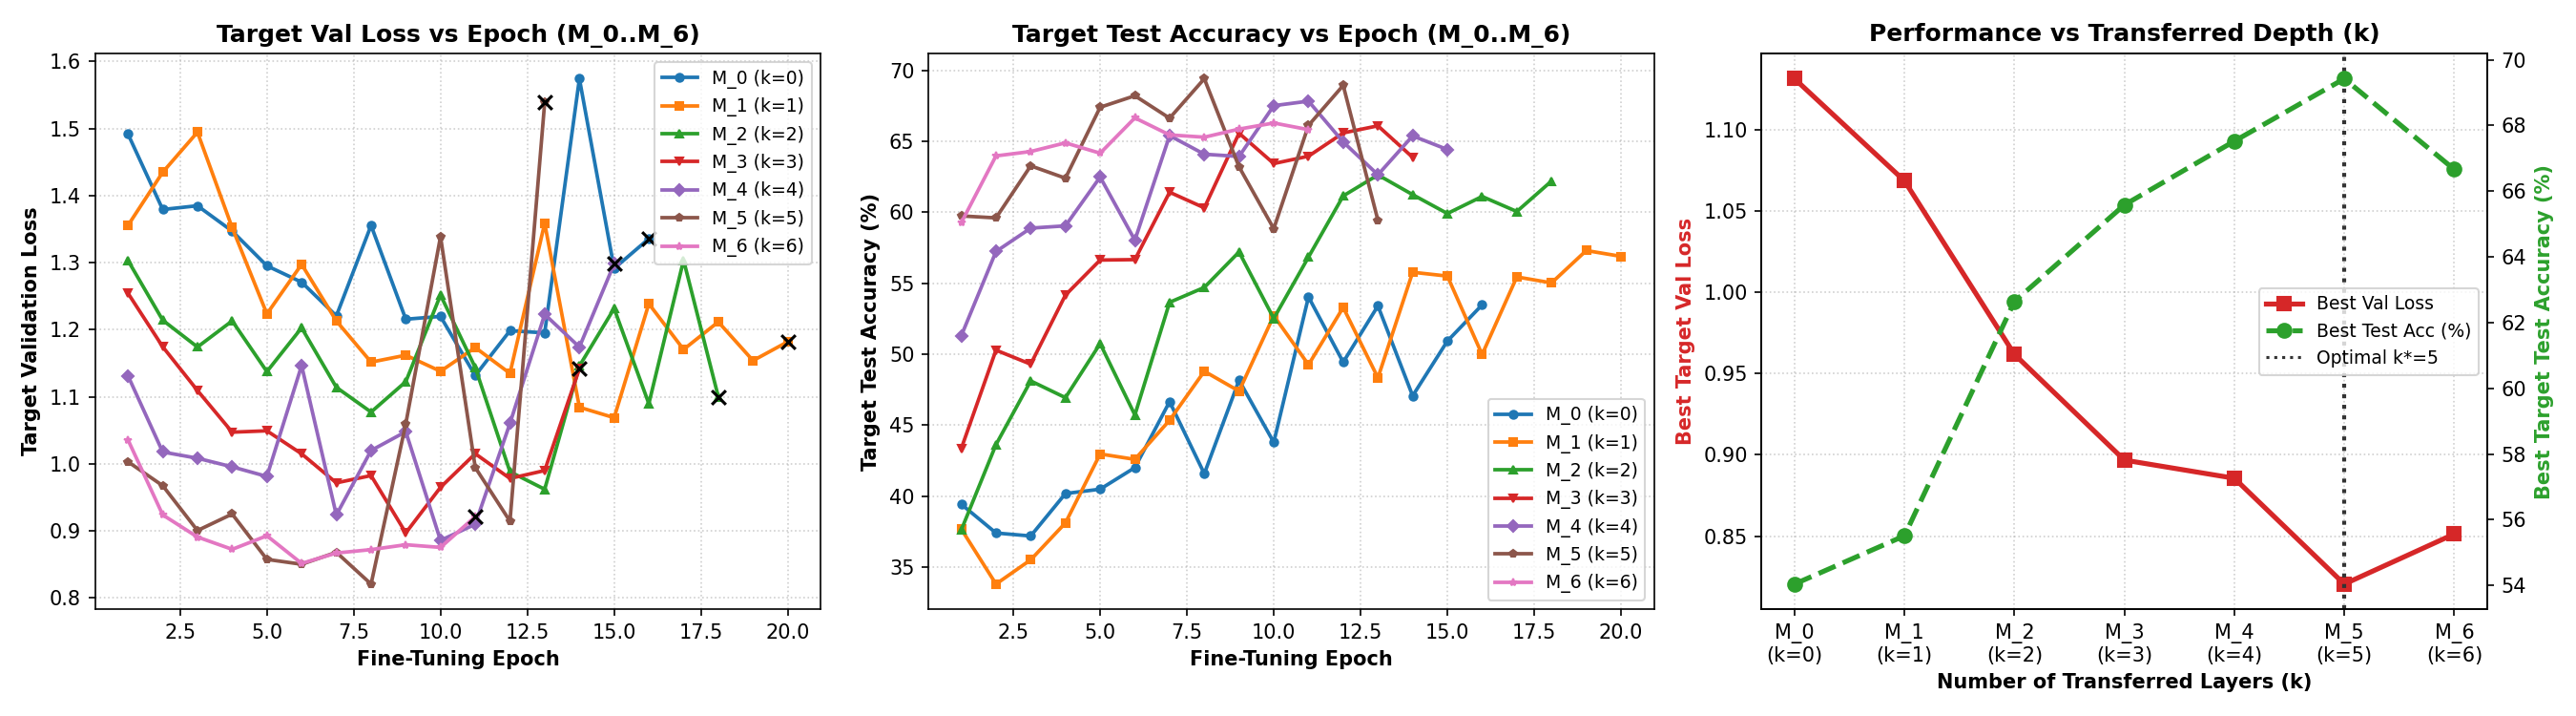 Target Val Loss vs Epoch (M_0..M_6)
Target Validation Loss
1.6
1.5
1.4
1.3
1.2
1.1
1.0
0.9
0.8
M_0 (k=0)
M_1 (k=1)
M_2 (k=2)
M_3 (k=3)
M_4 (k=4)
M_5 (k=5)
M_6 (k=6)
2.5 5.0 7.5 10.0 12.5 15.0 17.5 20.0
Fine-Tuning Epoch
Target Test Accuracy vs Epoch (M_0..M_6)
Target Test Accuracy (%)
70
65
60
55
50
45
40
35
M_0 (k=0)
M_1 (k=1)
M_2 (k=2)
M_3 (k=3)
M_4 (k=4)
M_5 (k=5)
M_6 (k=6)
2.5 5.0 7.5 10.0 12.5 15.0 17.5 20.0
Fine-Tuning Epoch
Performance vs Transferred Depth (k)
Best Target Val Loss
1.10
1.05
1.00
0.95
0.90
0.85
Best Val Loss
Best Test Acc (%)
Optimal k*=5
70
68
66
64
62
60
58
56
54
Best Target Test Accuracy (%)
M_0 M_1 M_2 M_3 M_4 M_5 M_6
(k=0) (k=1) (k=2) (k=3) (k=4) (k=5) (k=6)
Number of Transferred Layers (k)